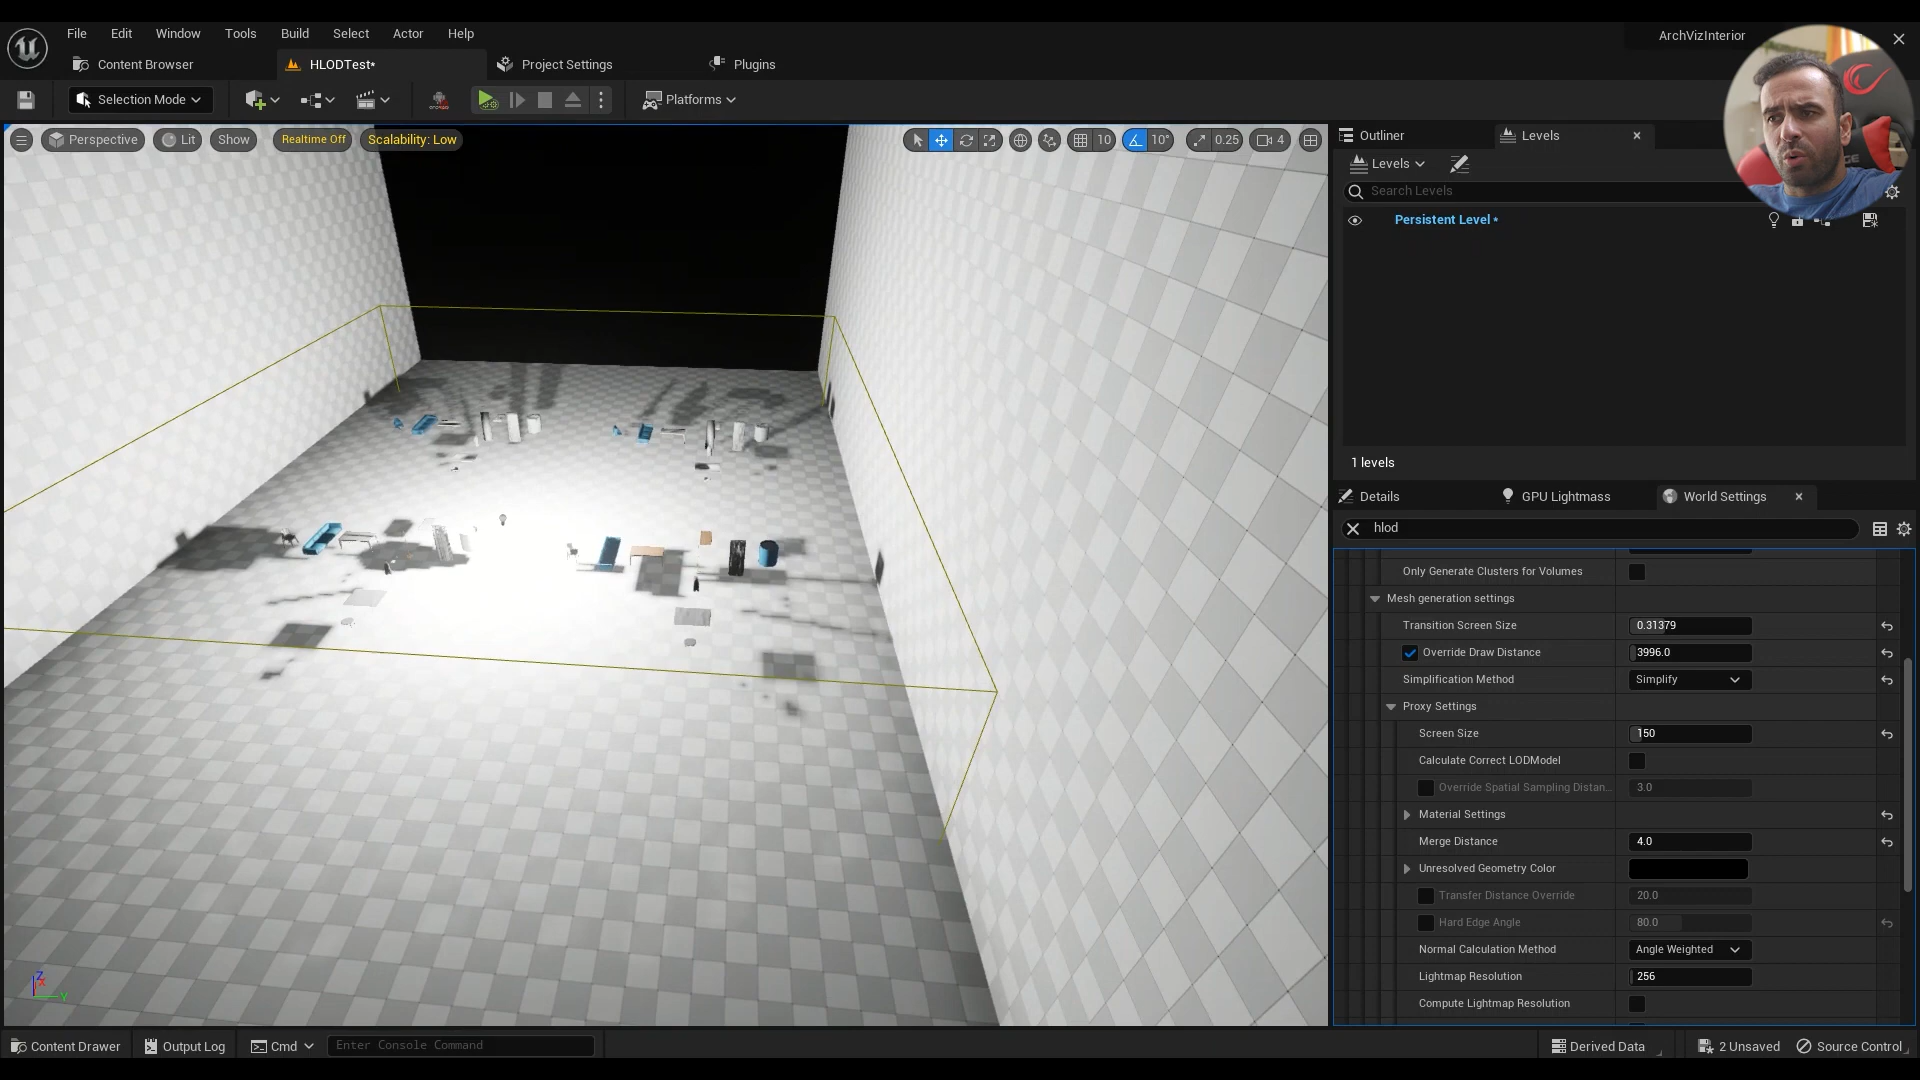 File Edit Window Tools Build Select Actor Help
ArchVizInterior
Content Browser
HLODTest*
Project Settings
Plugins
Selection Mode
Platforms
Perspective
Lit
Show
Realtime Off
Scalability: Low
10
10°
0.25
4
Outliner
Levels
Levels
Search Levels
Persistent Level *
1 levels
Details
GPU Lightmass
World Settings
hlod
Only Generate Clusters for Volumes
Mesh generation settings
Transition Screen Size 0.31379
Override Draw Distance 3996.0
Simplification Method Simplify
Proxy Settings
Screen Size 150
Calculate Correct LODModel
Override Spatial Sampling Distan... 3.0
Material Settings
Merge Distance 4.0
Unresolved Geometry Color
Transfer Distance Override 20.0
Hard Edge Angle 80.0
Normal Calculation Method Angle Weighted
Lightmap Resolution 256
Compute Lightmap Resolution
Z
X
Y
Content Drawer
Output Log
Cmd
Enter Console Command
Derived Data
2 Unsaved
Source Control